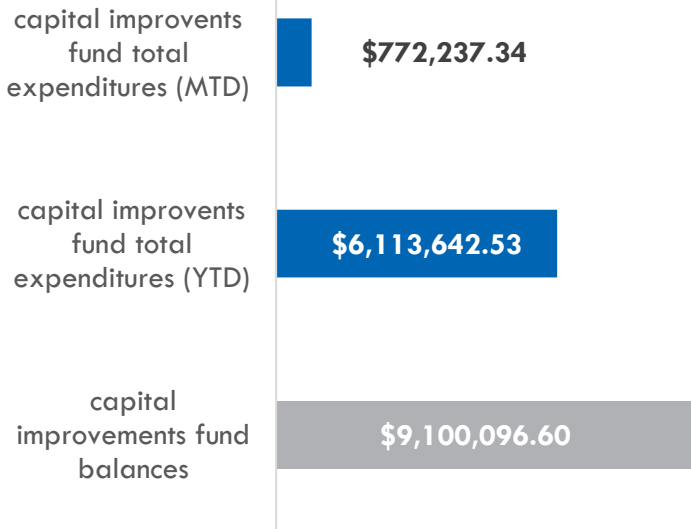 capital improvents
fund total
expenditures (MTD)
$772,237.34
capital improvents
fund total
expenditures (YTD)
$6,113,642.53
capital
improvements fund
balances
$9,100,096.60